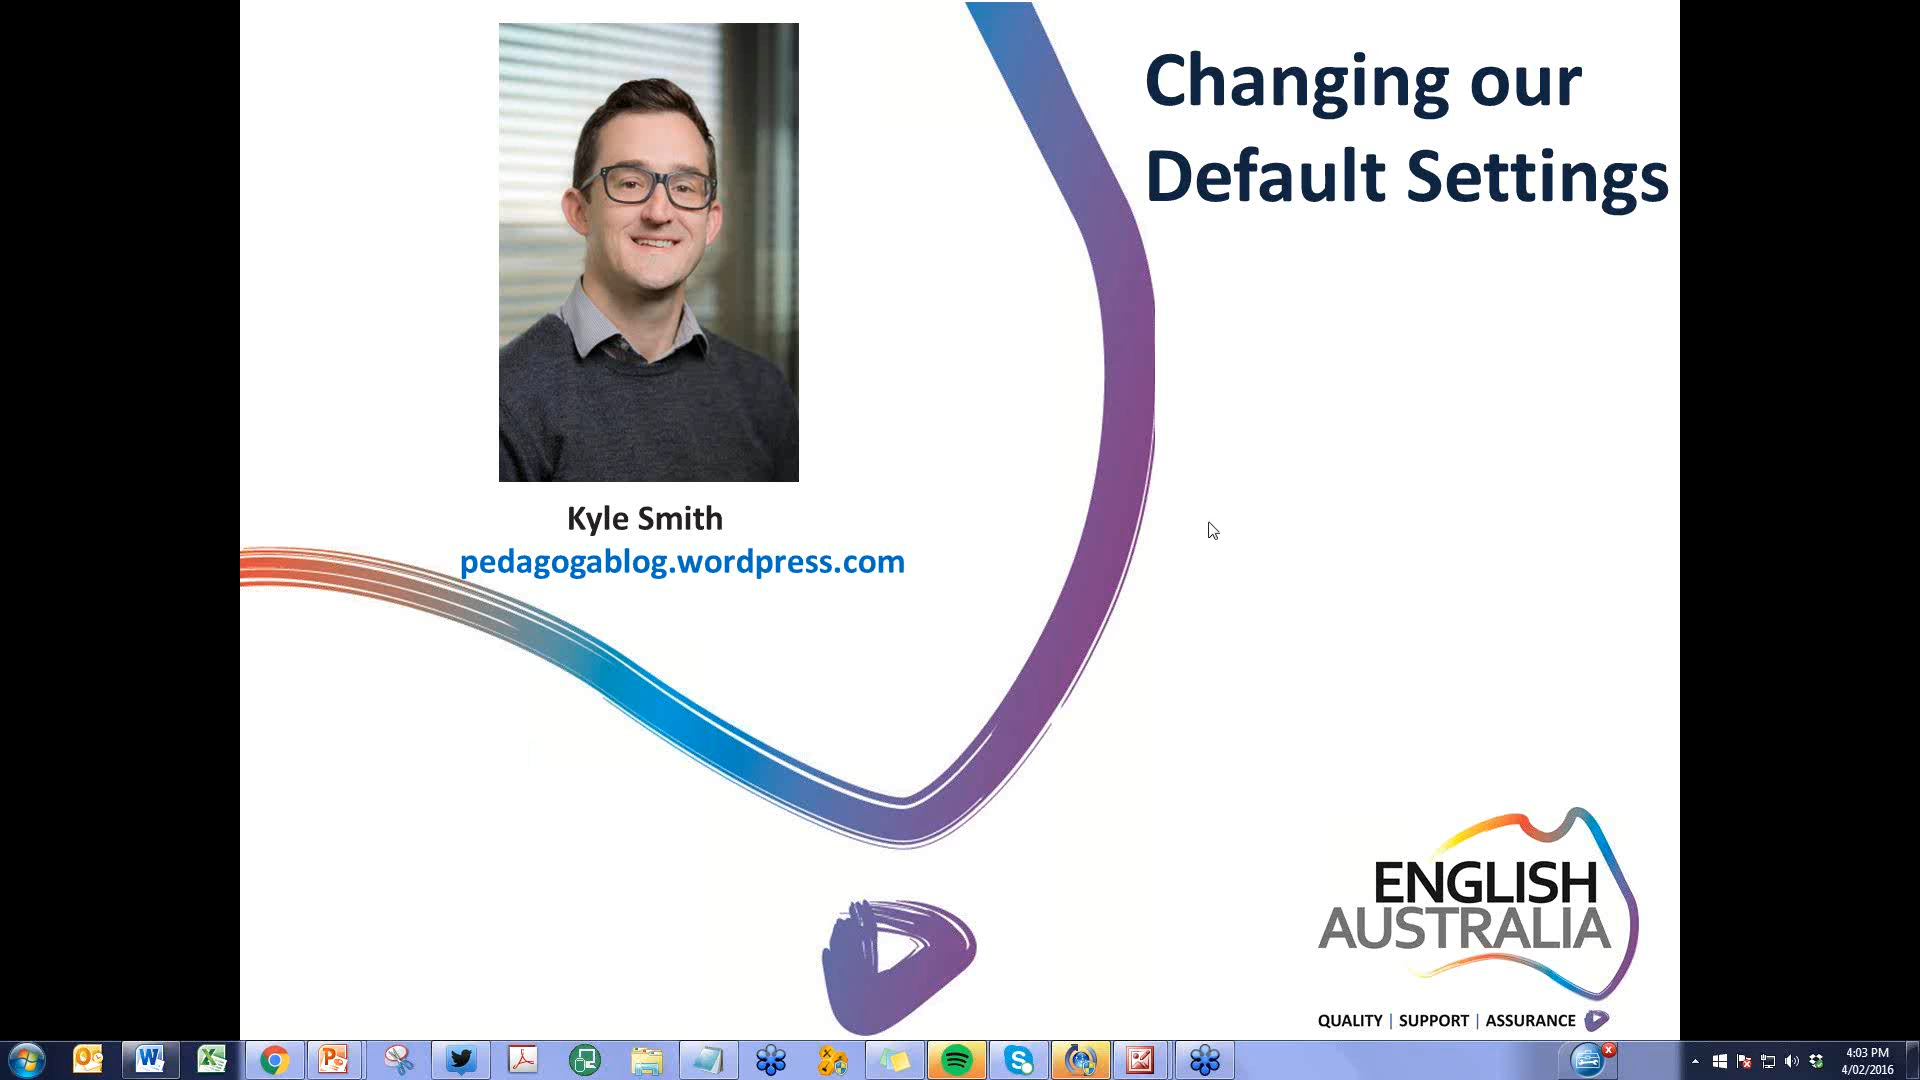 Changing our
Default Settings
Kyle Smith
pedagogablog.wordpress.com
ENGLISH
AUSTRALIA
QUALITY | SUPPORT | ASSURANCE
4:03 PM
4/02/2016